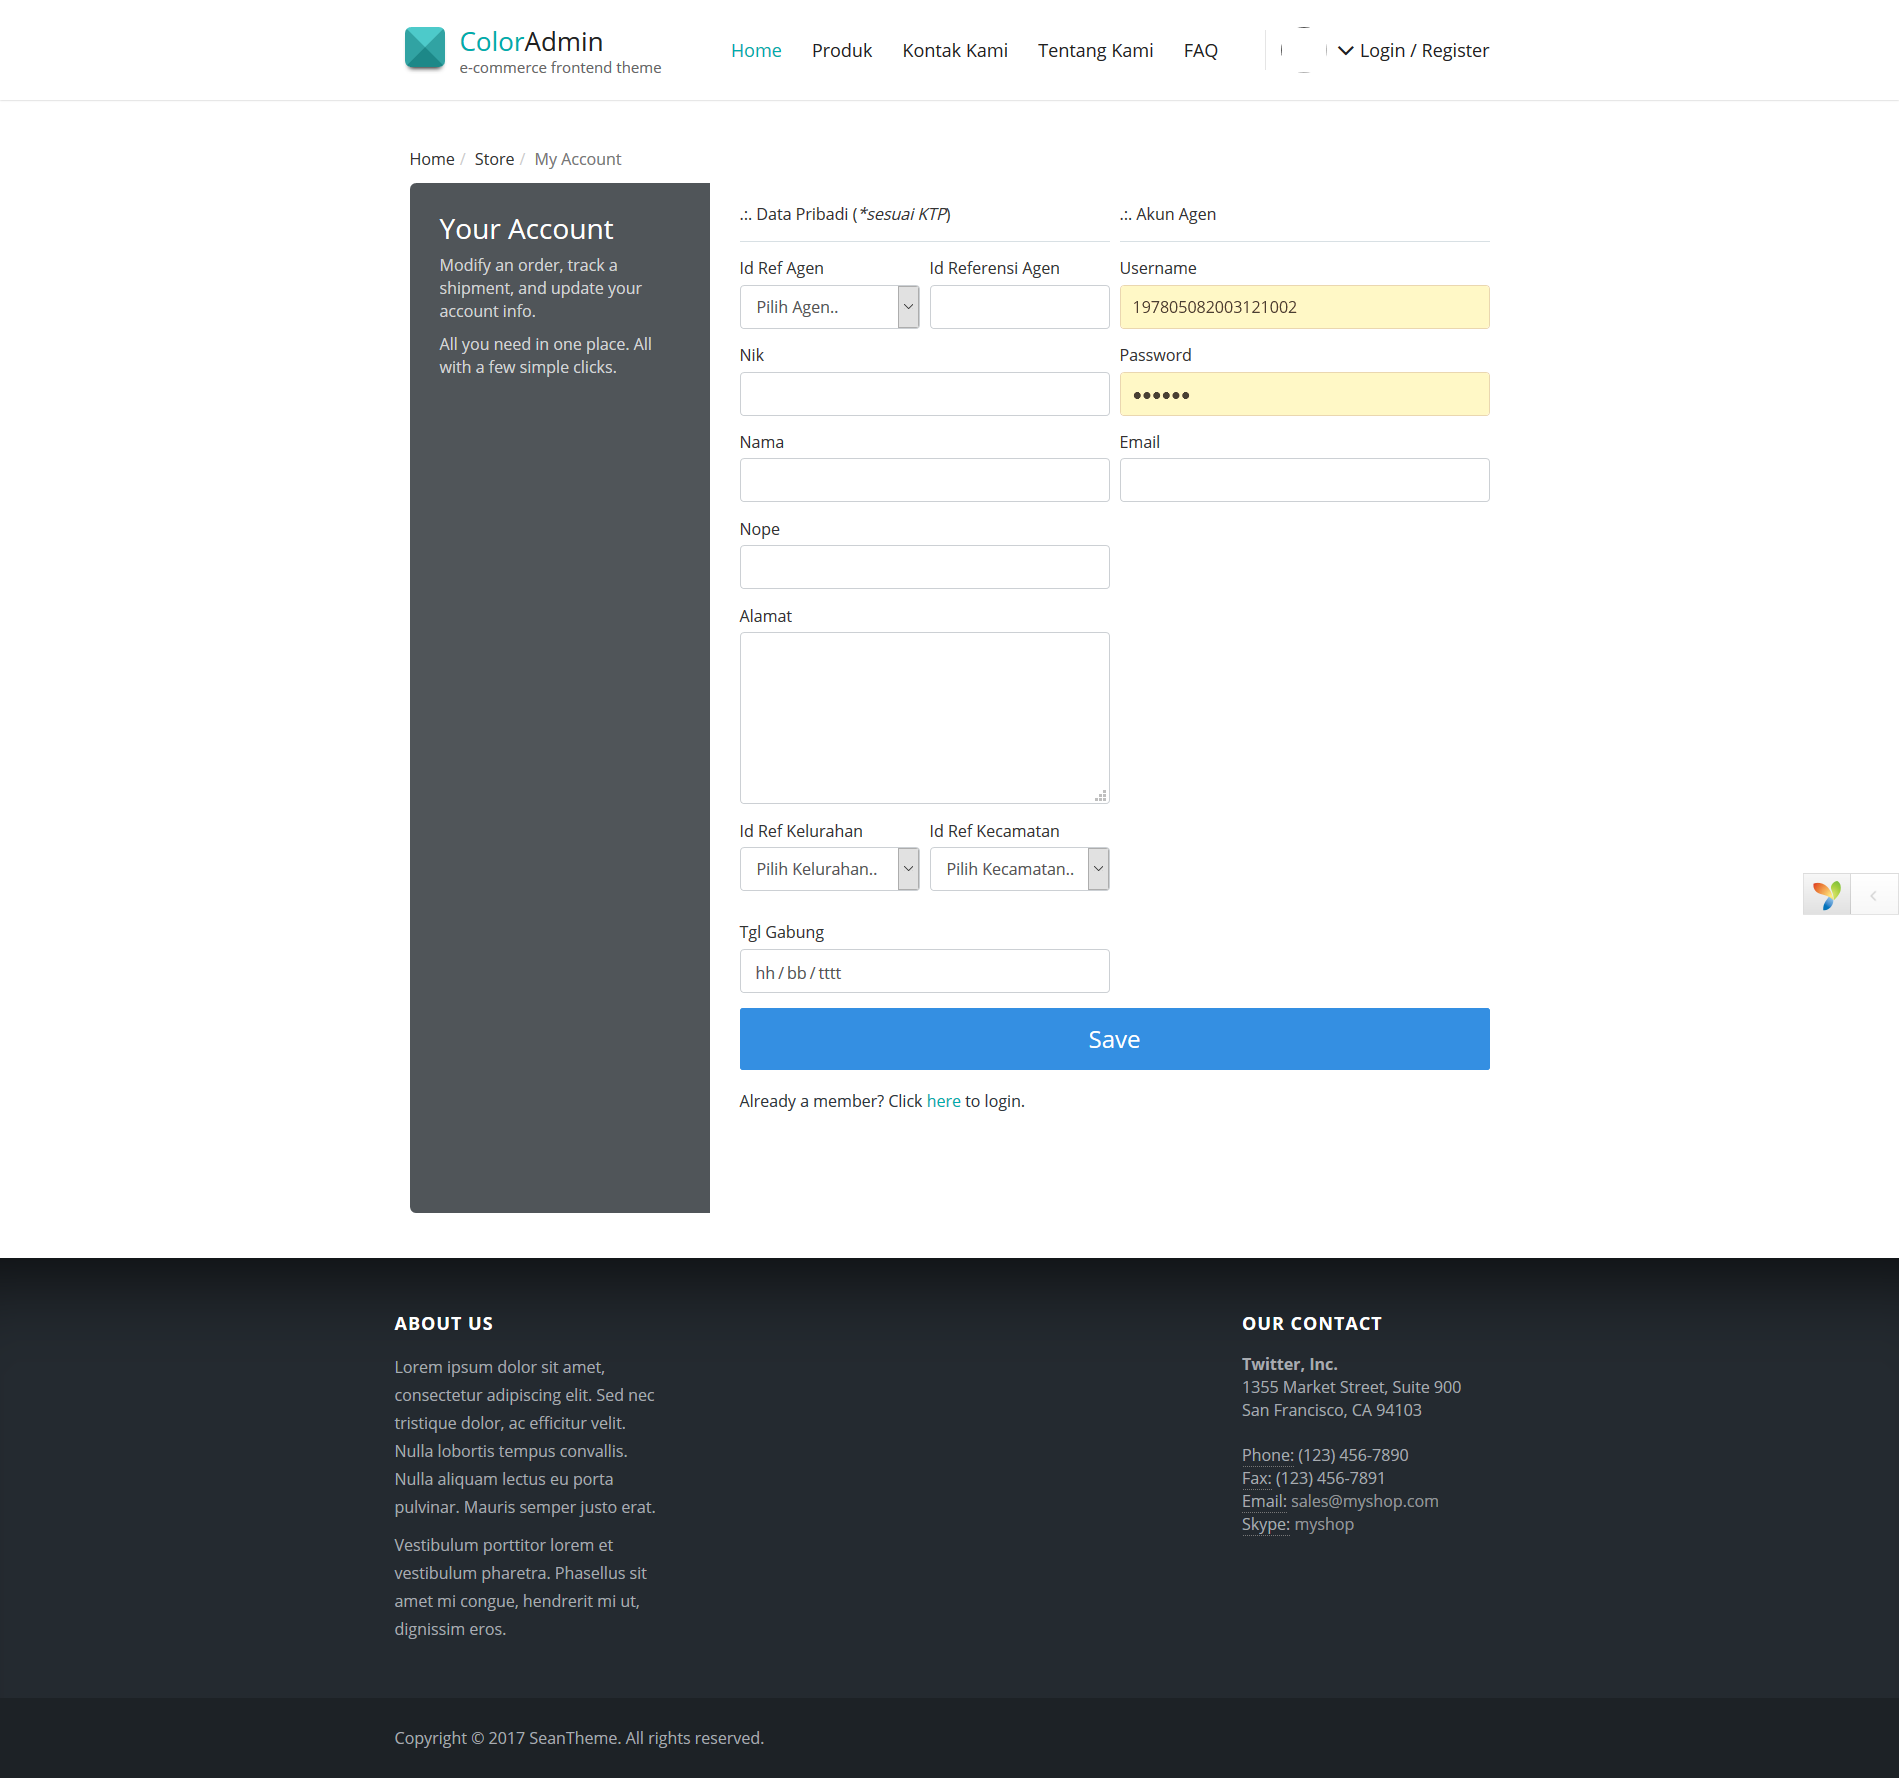 ColorAdmin
e-commerce frontend theme
Home
Produk
Kontak Kami
Tentang Kami
FAQ
Login / Register
Home / Store / My Account
Your Account
Modify an order, track a
shipment, and update your
account info.
All you need in one place. All
with a few simple clicks.
.:. Data Pribadi (*sesuai KTP)
Id Ref Agen
Id Referensi Agen
Pilih Agen..
Nik
Nama
Nope
Alamat
Id Ref Kelurahan
Id Ref Kecamatan
Pilih Kelurahan..
Pilih Kecamatan..
Tgl Gabung
hh / bb / tttt
.:. Akun Agen
Username
197805082003121002
Password
••••••
Email
Save
Already a member? Click here to login.
ABOUT US
Lorem ipsum dolor sit amet,
consectetur adipiscing elit. Sed nec
tristique dolor, ac efficitur velit.
Nulla lobortis tempus convallis.
Nulla aliquam lectus eu porta
pulvinar. Mauris semper justo erat.
Vestibulum porttitor lorem et
vestibulum pharetra. Phasellus sit
amet mi congue, hendrerit mi ut,
dignissim eros.
OUR CONTACT
Twitter, Inc.
1355 Market Street, Suite 900
San Francisco, CA 94103
Phone: (123) 456-7890
Fax: (123) 456-7891
Email: sales@myshop.com
Skype: myshop
Copyright © 2017 SeanTheme. All rights reserved.